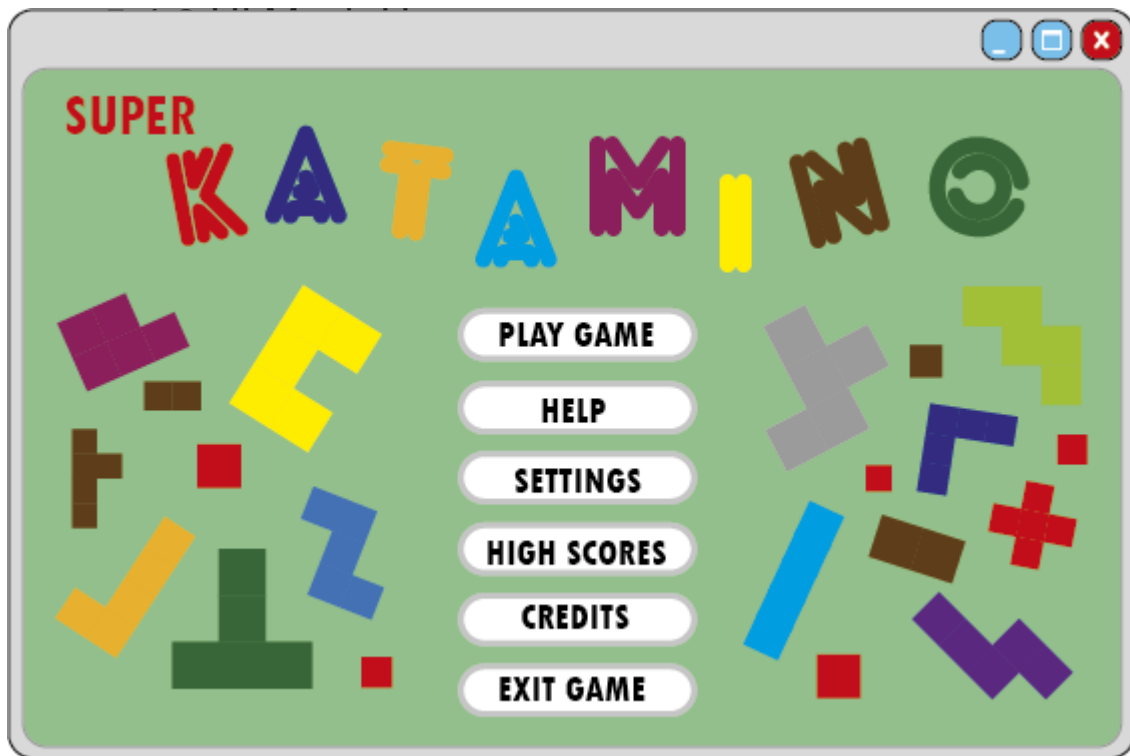 SUPER
KATAMINO
PLAY GAME
HELP
SETTINGS
HIGH SCORES
CREDITS
EXIT GAME